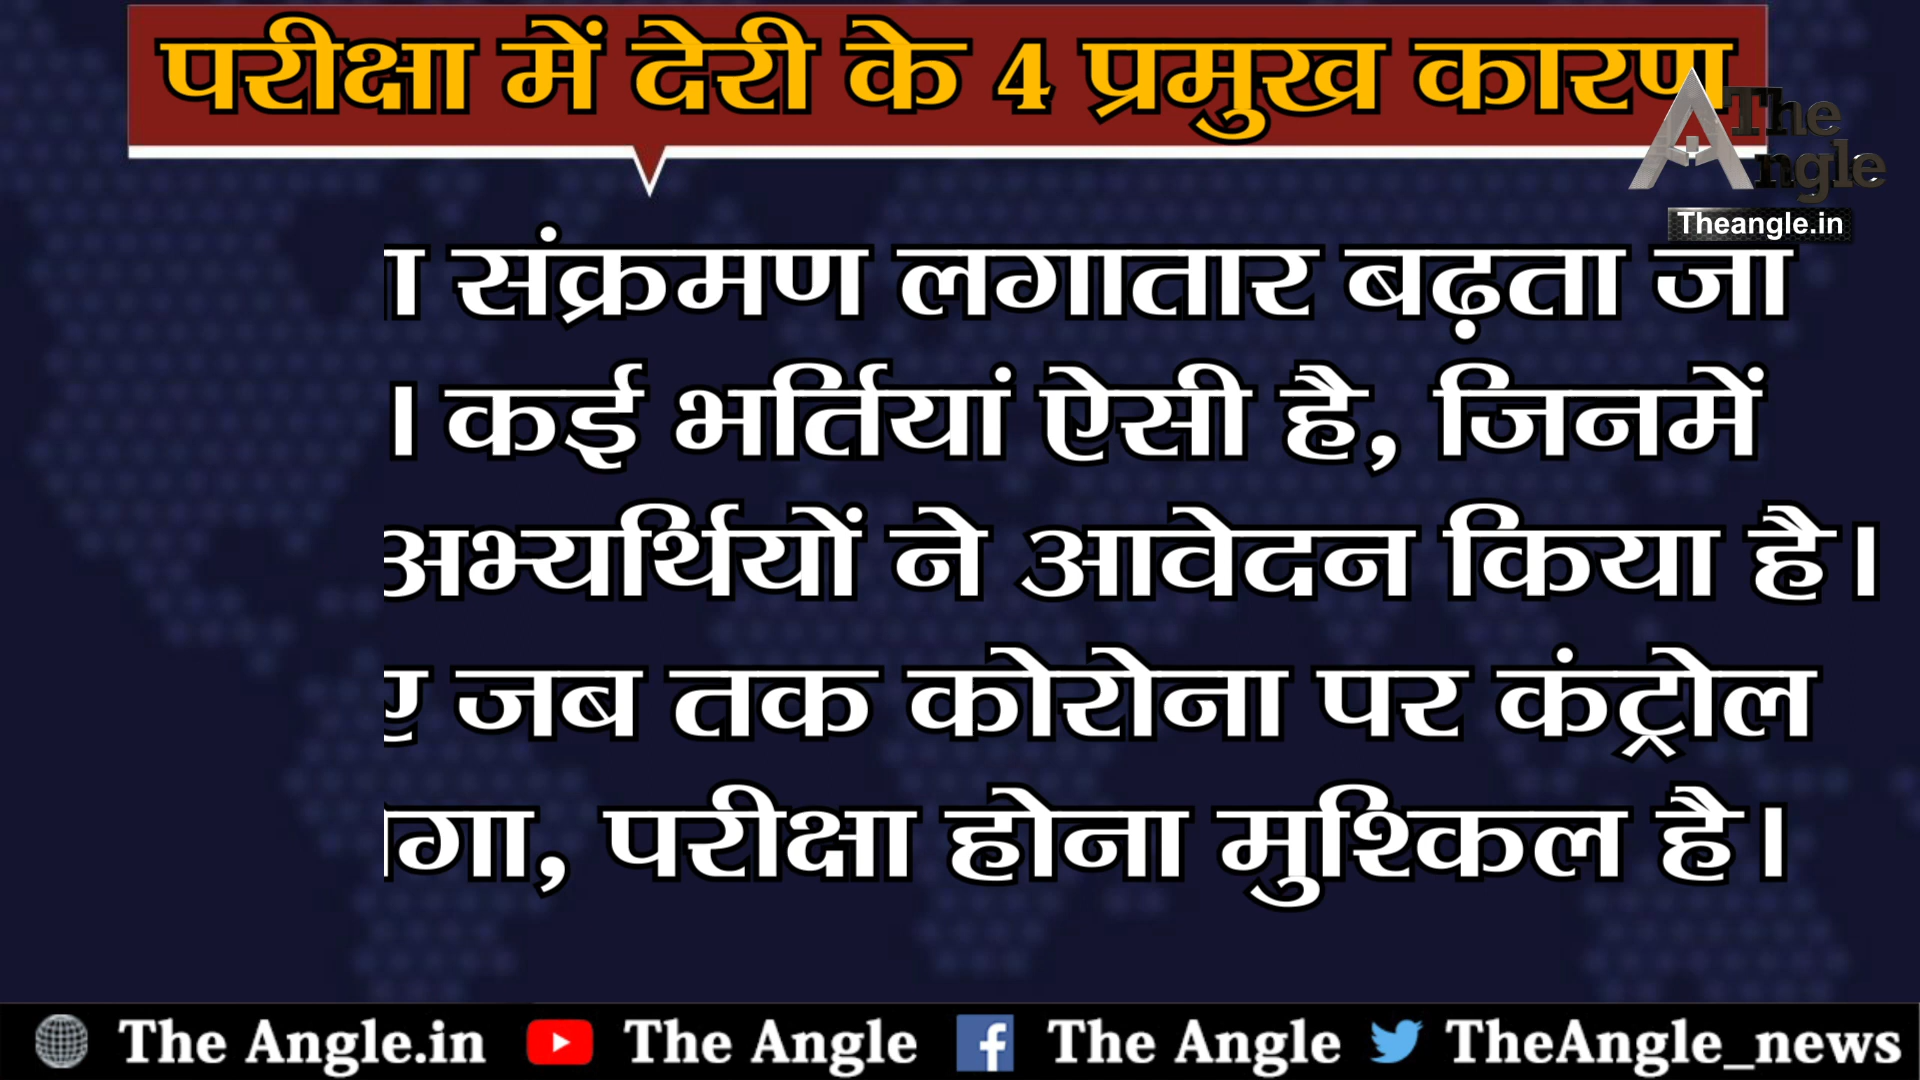 परीक्षा में देरी के 4 प्रमुख कारण
The Angle
Theangle.in
संक्रमण लगातार बढ़ता जा
। कई भर्तियां ऐसी है, जिनमें
अभ्यर्थियों ने आवेदन किया है।
जब तक कोरोना पर कंट्रोल
परीक्षा होना मुश्किल है।
The Angle.in The Angle The Angle TheAngle_news